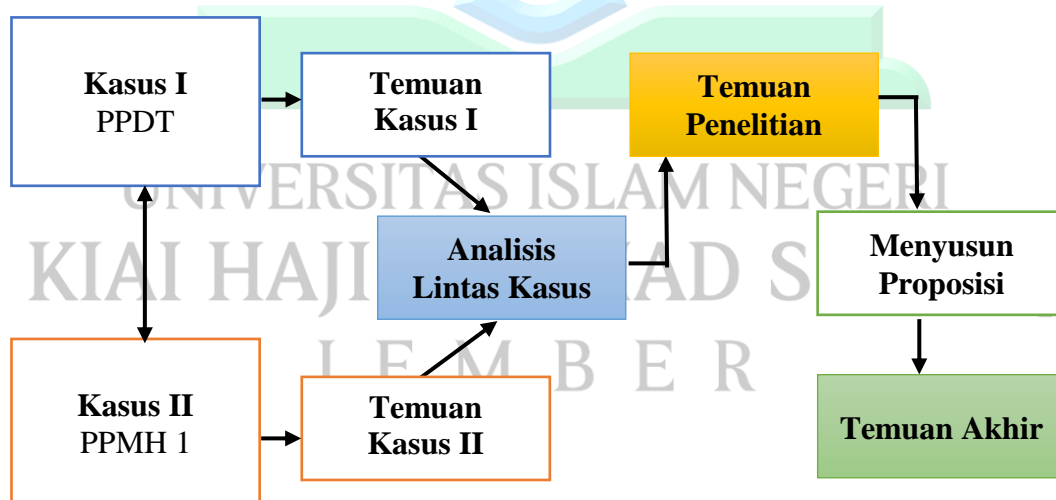 Kasus I
PPDT
Temuan
Kasus I
Temuan
Penelitian
UNIVERSITAS ISLAM NEGERI
KIAI HAJI
Analisis
Lintas Kasus
Menyusun
Proposisi
JEMBER
Kasus II
PPMH 1
Temuan
Kasus II
Temuan Akhir